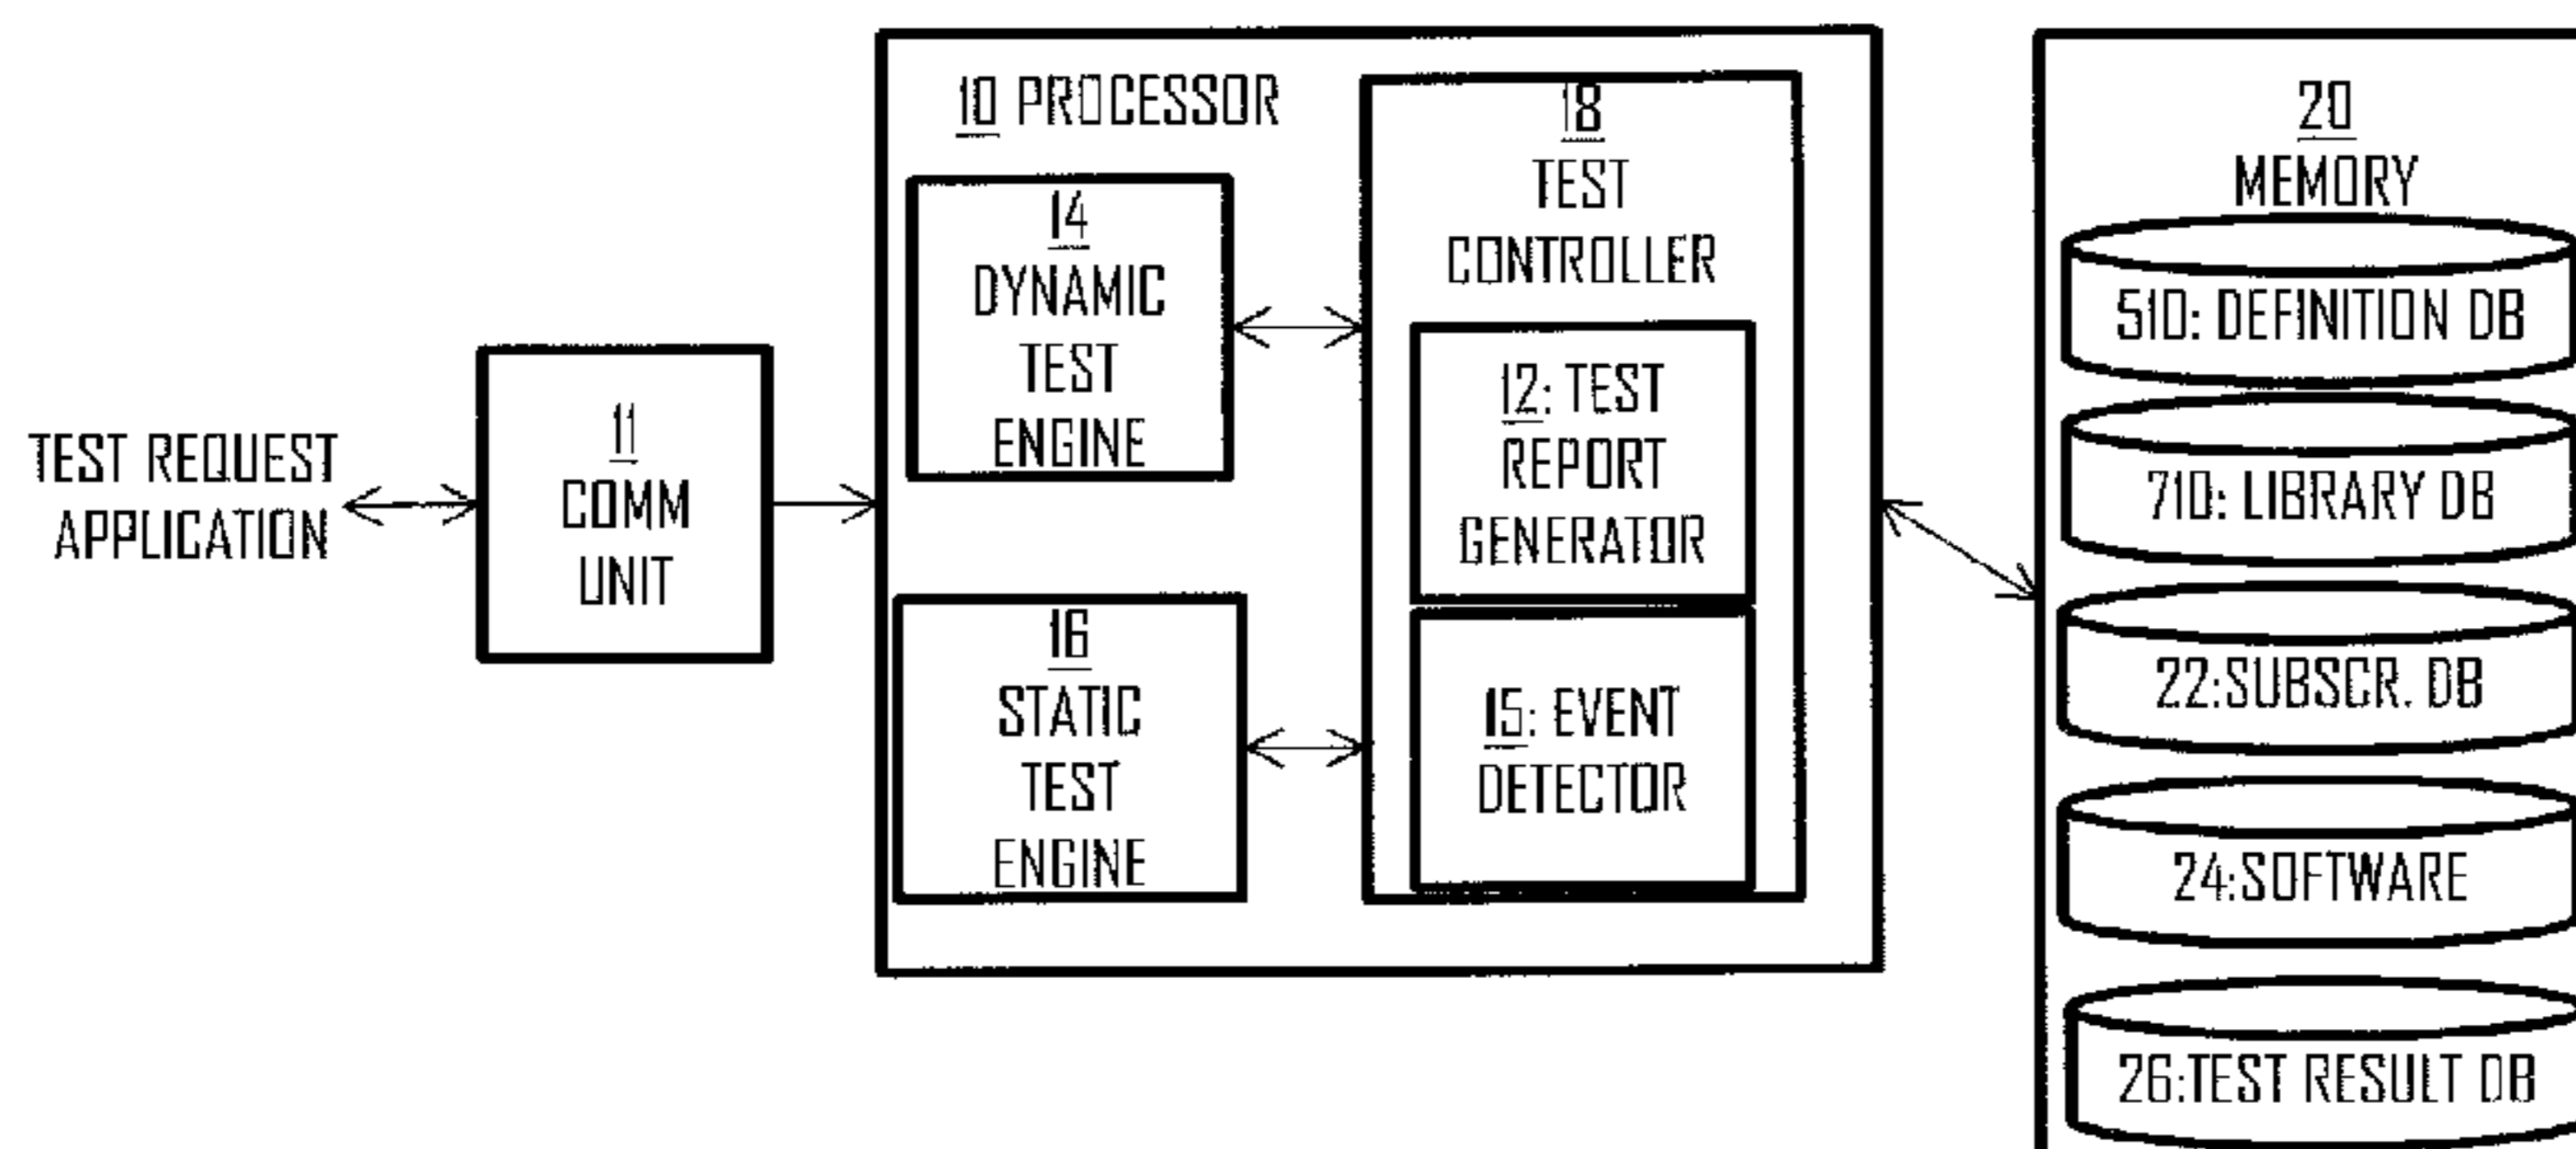 TEST REQUEST
APPLICATION
11
COMM
UNIT
10 PROCESSOR
14
DYNAMIC
TEST
ENGINE
16
STATIC
TEST
ENGINE
18
TEST
CONTROLLER
12: TEST
REPORT
GENERATOR
15: EVENT
DETECTOR
20
MEMORY
510: DEFINITION DB
710: LIBRARY DB
22:SUBSCR. DB
24:SOFTWARE
26:TEST RESULT DB